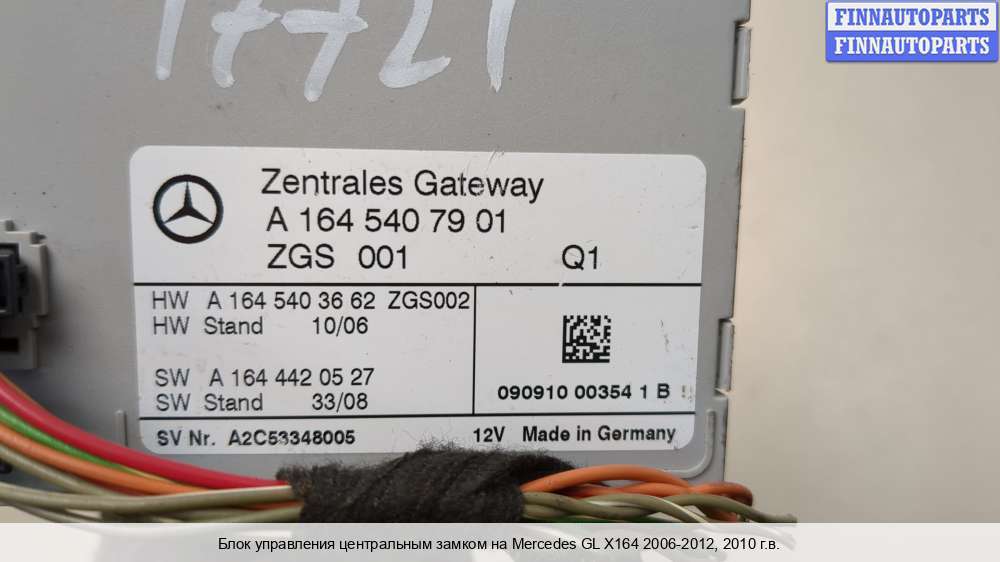 FINNAUTOPARTS
FINNAUTOPARTS
Zentrales Gateway
A 164 540 79 01
ZGS 001 Q1
HW A 164 540 36 62 ZGS002
HW Stand 10/06
SW A 164 442 05 27
SW Stand 33/08
090910 00354 1 B
SV Nr. A2C53348005 12V Made in Germany
Блок управления центральным замком на Mercedes GL X164 2006-2012, 2010 г.в.